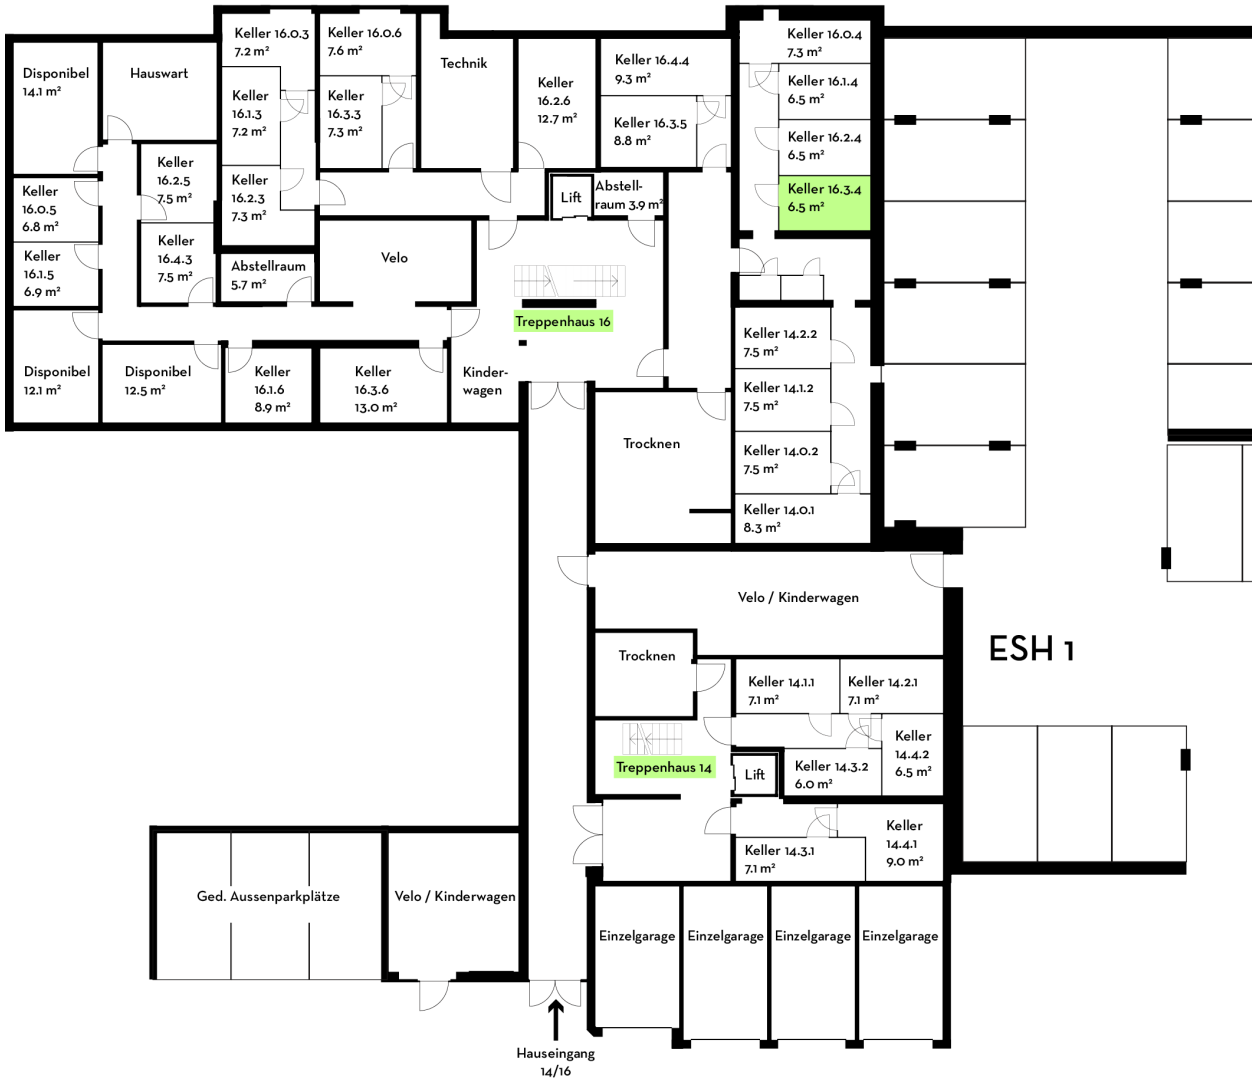 Keller 16.0.3
7.2 m²
Keller 16.0.6
7.6 m²
Keller 16.0.4
7.3 m²
Disponibel
14.1 m²
Hauswart
Technik
Keller 16.4.4
9.3 m²
Keller
16.2.6
12.7 m²
Keller 16.1.4
6.5 m²
Keller
16.1.3
7.2 m²
Keller
16.3.3
7.3 m²
Keller 16.3.5
8.8 m²
Keller 16.2.4
6.5 m²
Keller
16.2.5
7.5 m²
Keller
16.2.3
7.3 m²
Keller
16.0.5
6.8 m²
Lift
Abstell-
raum 3.9 m²
Keller 16.3.4
6.5 m²
Keller
16.4.3
7.5 m²
Keller
16.1.5
6.9 m²
Abstellraum
5.7 m²
Velo
Treppenhaus 16
Keller 14.2.2
7.5 m²
Disponibel
12.1 m²
Disponibel
12.5 m²
Keller
16.1.6
8.9 m²
Keller
16.3.6
13.0 m²
Kinder-
wagen
Keller 14.1.2
7.5 m²
Trocknen
Keller 14.0.2
7.5 m²
Keller 14.0.1
8.3 m²
Velo / Kinderwagen
ESH 1
Trocknen
Keller 14.1.1
7.1 m²
Keller 14.2.1
7.1 m²
Keller
14.4.2
6.5 m²
Treppenhaus 14
Lift
Keller 14.3.2
6.0 m²
Keller
14.4.1
9.0 m²
Keller 14.3.1
7.1 m²
Ged. Aussenparkplätze
Velo / Kinderwagen
Einzelgarage
Einzelgarage
Einzelgarage
Einzelgarage
Hauseingang
14/16